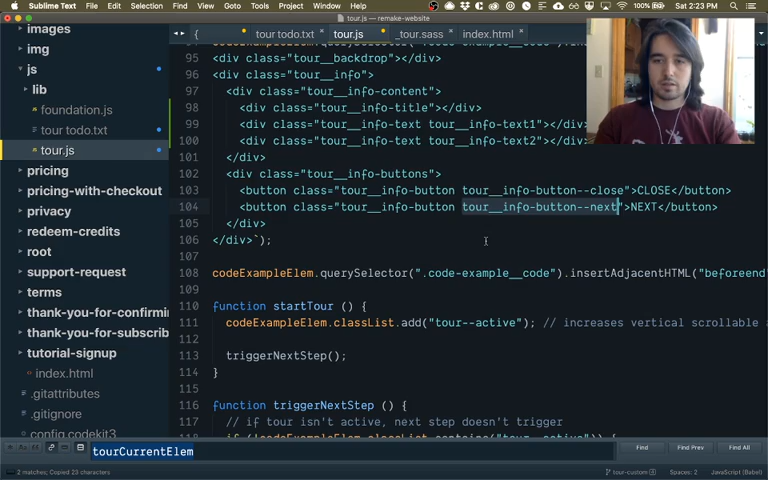 Sublime Text File Edit Selection Find View Goto Tools Project Window Help 100% Sat 2:23 PM
tour.js — remake-website
{ tour todo.txt tour.js _tour.sass index.html
images
img
js
lib
foundation.js
tour todo.txt
tour.js
pricing
pricing-with-checkout
privacy
redeem-credits
root
support-request
terms
thank-you-for-confirmi
thank-you-for-subscrib
tutorial-signup
index.html
.gitattributes
.gitignore
config.codekit3
95 <div class="tour__backdrop"></div>
96 <div class="tour__info">
97 <div class="tour__info-content">
98 <div class="tour__info-title"></div>
99 <div class="tour__info-text tour__info-text1"></div>
100 <div class="tour__info-text tour__info-text2"></div>
101 </div>
102 <div class="tour__info-buttons">
103 <button class="tour__info-button tour__info-button--close">CLOSE</button>
104 <button class="tour__info-button tour__info-button--next">NEXT</button>
105 </div>
106 </div>`);
107
108 codeExampleElem.querySelector(".code-example__code").insertAdjacentHTML("beforeend
109
110 function startTour () {
111 codeExampleElem.classList.add("tour--active"); // increases vertical scrollable
112
113 triggerNextStep();
114 }
115
116 function triggerNextStep () {
117 // if tour isn't active, next step doesn't trigger
tourCurrentElem Find Find Prev Find All
2 matches; Copied 23 characters tour-custom Spaces: 2 JavaScript (Babel)